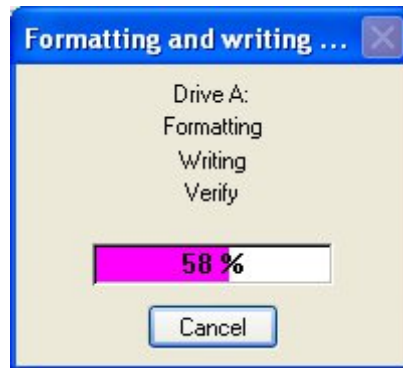 Formatting and writing ...
Drive A:
Formatting
Writing
Verify
58 %
Cancel